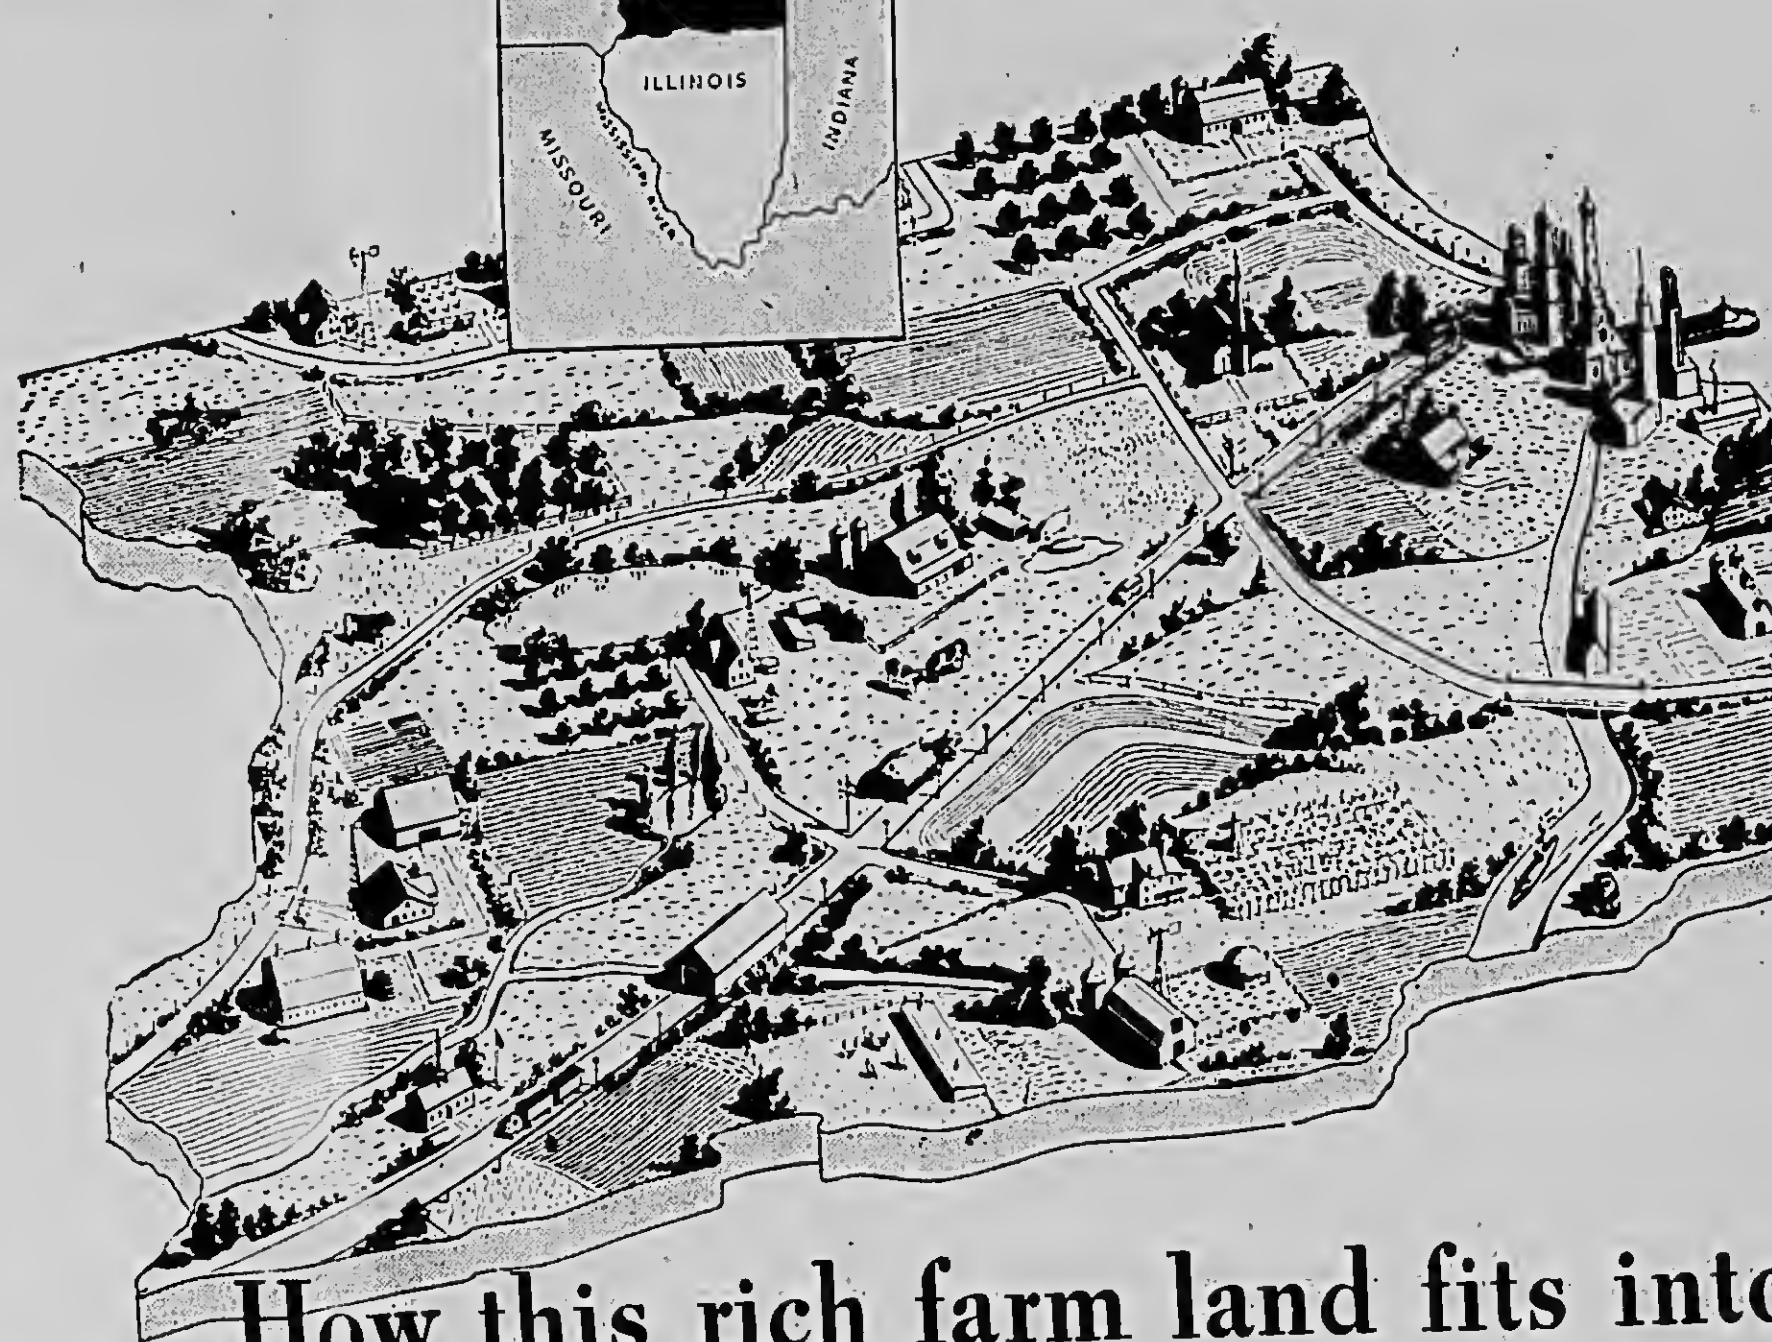 ILLINOIS
INDIANA
MISSOURI
MISSISSIPPI RIVER
How this rich farm land fits into